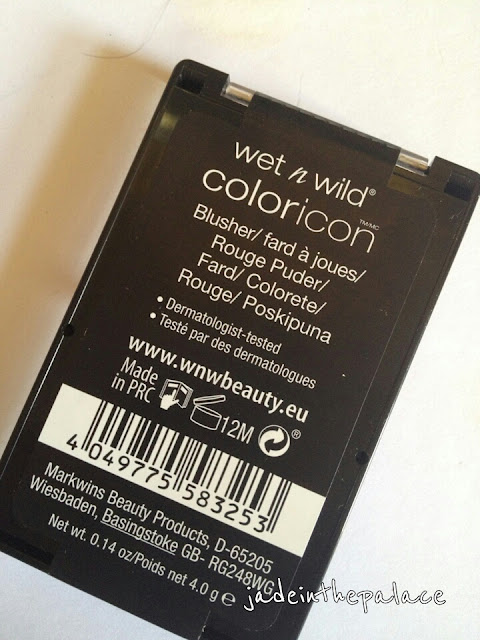 wet n wild®
coloricon™/MC
Blusher/ fard à joues/
Rouge Puder/
Fard/ Colorete/
Rouge/ Poskipuna
• Dermatologist-tested
• Testé par des dermatologues
www.wnwbeauty.eu
Made
in PRC
12M
®
4 049775 583253
Markwins Beauty Products, D-65205
Wiesbaden, Basingstoke GB- RG248WG
Net wt. 0.14 oz/Poids net 4.0 g ℮
jadeinthepalace